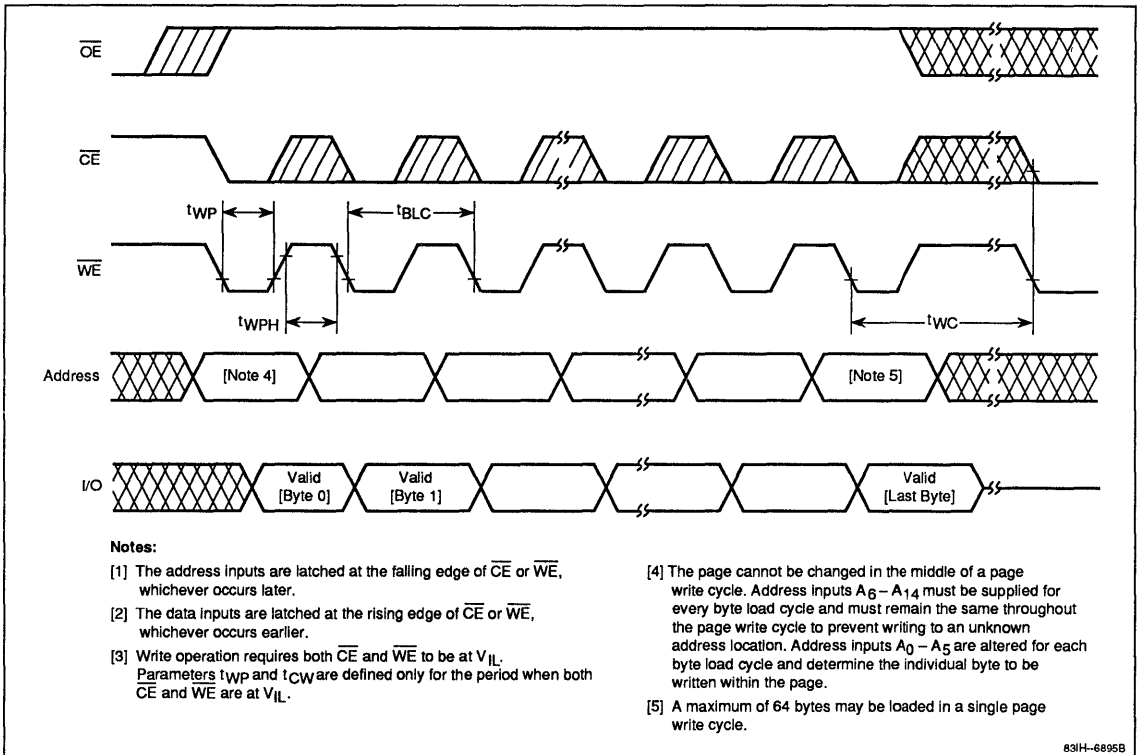 OE
CE
tWP
tBLC
WE
tWPH
tWC
Address
[Note 4]
[Note 5]
I/O
Valid
[Byte 0]
Valid
[Byte 1]
Valid
[Last Byte]
Notes:
[1] The address inputs are latched at the falling edge of CE or WE,
whichever occurs later.
[2] The data inputs are latched at the rising edge of CE or WE,
whichever occurs earlier.
[3] Write operation requires both CE and WE to be at VIL.
Parameters tWP and tCW are defined only for the period when both
CE and WE are at VIL.
[4] The page cannot be changed in the middle of a page
write cycle. Address inputs A6 – A14 must be supplied for
every byte load cycle and must remain the same throughout
the page write cycle to prevent writing to an unknown
address location. Address inputs A0 – A5 are altered for each
byte load cycle and determine the individual byte to be
written within the page.
[5] A maximum of 64 bytes may be loaded in a single page
write cycle.
83IH--6895B